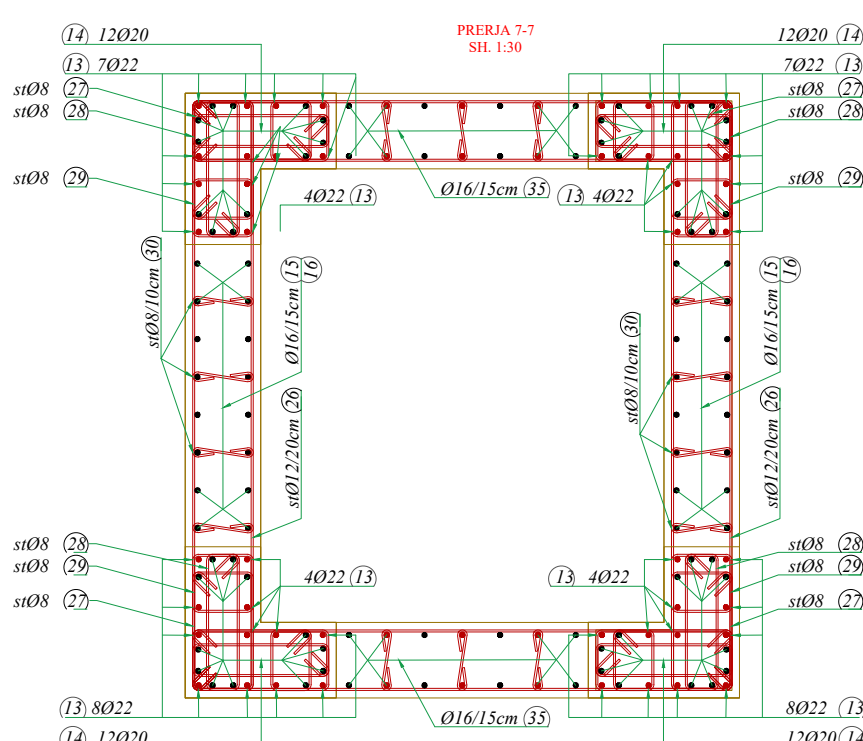 PRERJA 7-7
SH. 1:30
14 12Ø20
12Ø20 14
13 7Ø22
7Ø22 13
stØ8 27
stØ8 27
stØ8 28
stØ8 28
stØ8 29
stØ8 29
4Ø22 13
Ø16/15cm 35
13 4Ø22
stØ8/10cm 30
Ø16/15cm 15
16
stØ12/20cm 26
stØ8/10cm 30
Ø16/15cm 15
16
stØ12/20cm 26
stØ8 28
stØ8 28
stØ8 29
stØ8 29
4Ø22 13
13 4Ø22
stØ8 27
stØ8 27
13 8Ø22
Ø16/15cm 35
8Ø22 13
14 12Ø20
12Ø20 14